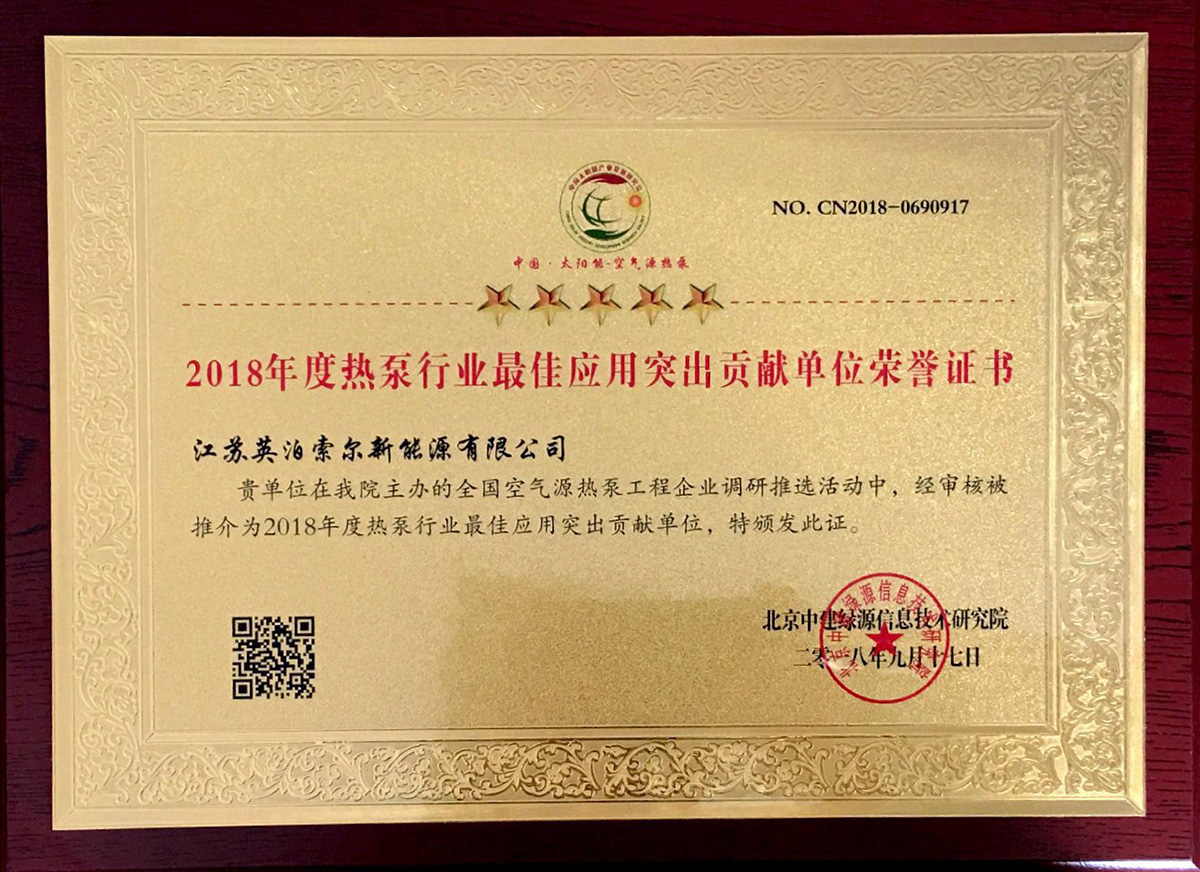 NO. CN2018-0690917
中国·太阳能-空气源热泵
2018年度热泵行业最佳应用突出贡献单位荣誉证书
江苏英泊索尔新能源有限公司
贵单位在我院主办的全国空气源热泵工程企业调研推选活动中，经审核被
推介为2018年度热泵行业最佳应用突出贡献单位，特颁发此证。
北京中建绿源信息技术研究院
二零一八年九月十七日